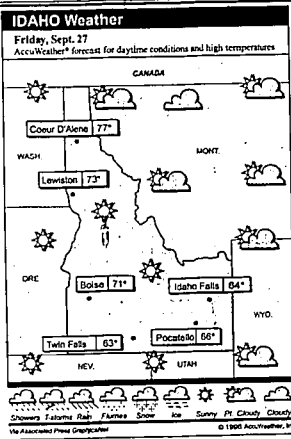 IDAHO Weather
Friday, Sept. 27
AccuWeather® forecast for daytime conditions and high temperatures
CANADA
Coeur D'Alene 77°
WASH.
MONT.
Lewiston 73°
ORE
Boise 71°
Idaho Falls 64°
WYO.
Twin Falls 63°
Pocatello 66°
NEV.
UTAH
Showers T-storms Rain Flurries Snow Ice Sunny Pt. Cloudy Cloudy
Via Associated Press GraphicsNet
© 1996 AccuWeather, In